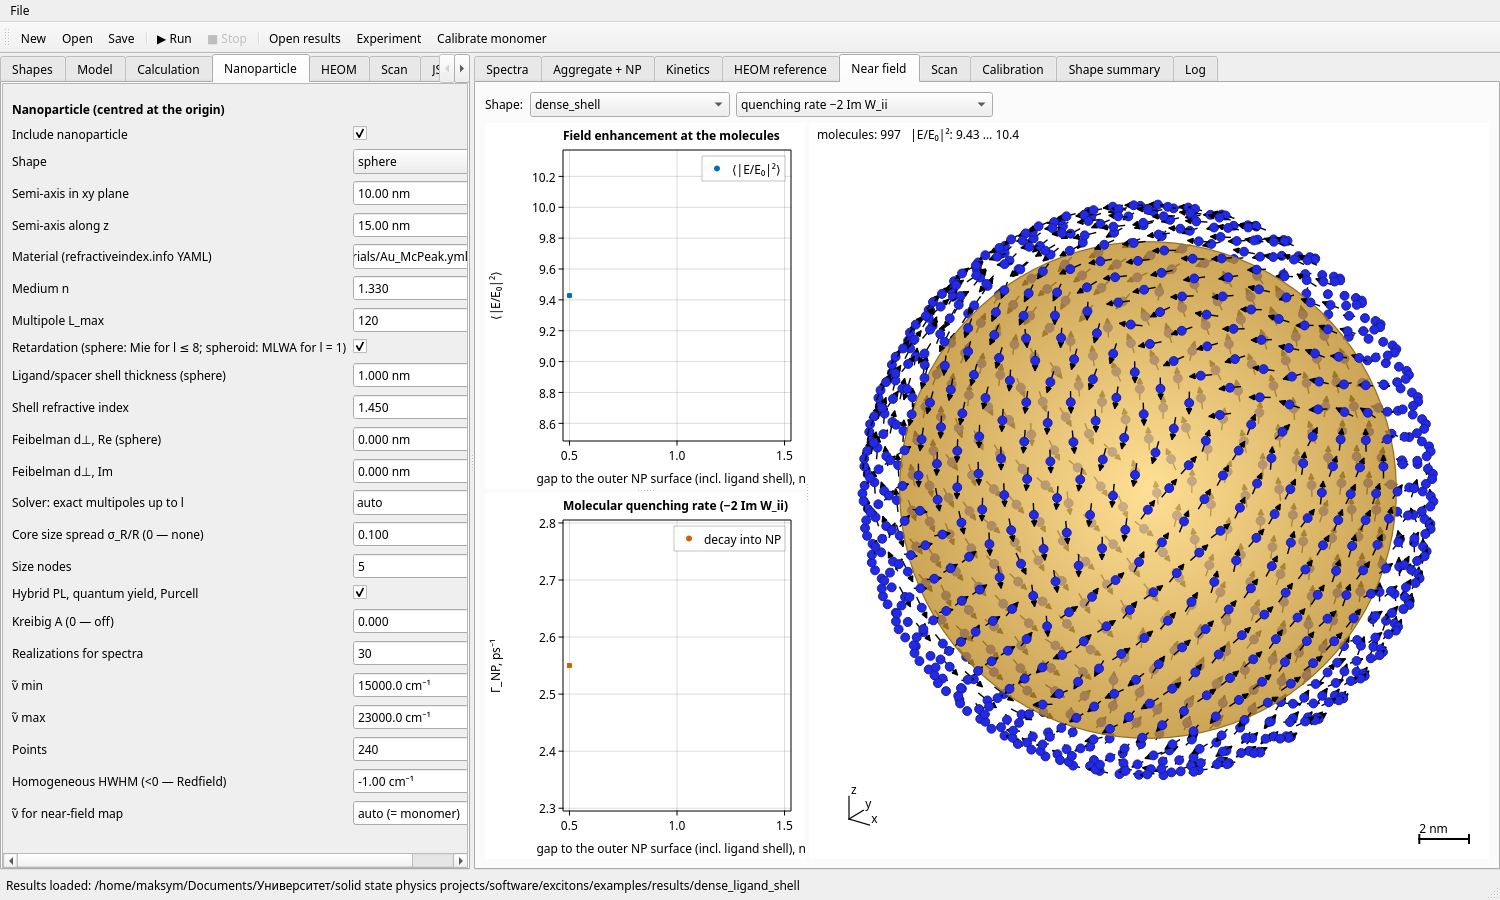 File
New Open Save ▶ Run ■ Stop Open results Experiment Calibrate monomer
Shapes Model Calculation Nanoparticle HEOM Scan
Spectra Aggregate + NP Kinetics HEOM reference Near field Scan Calibration Shape summary Log
Nanoparticle (centred at the origin)
Include nanoparticle
Shape sphere
Semi-axis in xy plane 10.00 nm
Semi-axis along z 15.00 nm
Material (refractiveindex.info YAML) rials/Au_McPeak.yml
Medium n 1.330
Multipole L_max 120
Retardation (sphere: Mie for l ≤ 8; spheroid: MLWA for l = 1)
Ligand/spacer shell thickness (sphere) 1.000 nm
Shell refractive index 1.450
Feibelman d⊥, Re (sphere) 0.000 nm
Feibelman d⊥, Im 0.000 nm
Solver: exact multipoles up to l auto
Core size spread σ_R/R (0 — none) 0.100
Size nodes 5
Hybrid PL, quantum yield, Purcell
Kreibig A (0 — off) 0.000
Realizations for spectra 30
ṽ min 15000.0 cm⁻¹
ṽ max 23000.0 cm⁻¹
Points 240
Homogeneous HWHM (<0 — Redfield) -1.00 cm⁻¹
ṽ for near-field map auto (= monomer)
Shape: dense_shell quenching rate −2 Im W_ii
Field enhancement at the molecules
⟨|E/E₀|²⟩
10.2
10.0
9.8
9.6
9.4
9.2
9.0
8.8
8.6
⟨|E/E₀|²⟩
0.5 1.0 1.5
gap to the outer NP surface (incl. ligand shell), n
Molecular quenching rate (−2 Im W_ii)
decay into NP
2.8
2.7
2.6
2.5
2.4
2.3
Γ_NP, ps⁻¹
0.5 1.0 1.5
gap to the outer NP surface (incl. ligand shell), n
molecules: 997 |E/E₀|²: 9.43 ... 10.4
z
y
x
2 nm
Results loaded: /home/maksym/Documents/Университет/solid state physics projects/software/excitons/examples/results/dense_ligand_shell